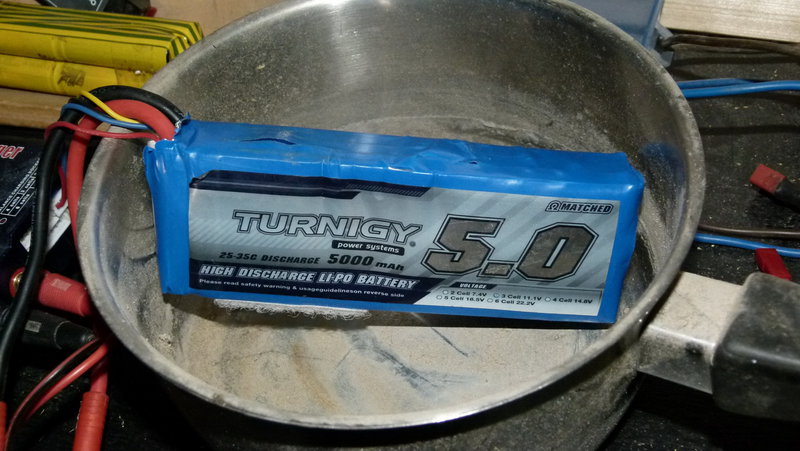 TURNIGY®
power systems
5.0
Ω MATCHED
25-35C DISCHARGE 5000 mAh
HIGH DISCHARGE LI-PO BATTERY
Please read safety warning & usageguidelineson reverse side
VOLTAGE
2 Cell 7.4V 3 Cell 11.1V 4 Cell 14.8V
5 Cell 18.5V 6 Cell 22.2V